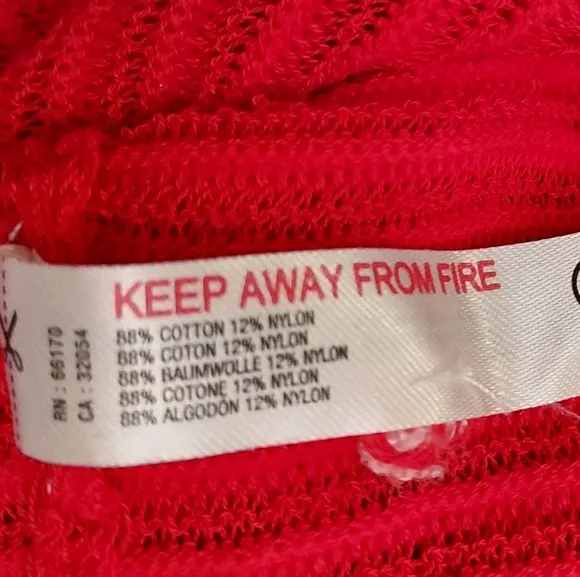 KEEP AWAY FROM FIRE
88% COTTON 12% NYLON
88% COTON 12% NYLON
88% BAUMWOLLE 12% NYLON
88% COTONE 12% NYLON
88% ALGODÓN 12% NYLON
RN : 66170
CA : 32054